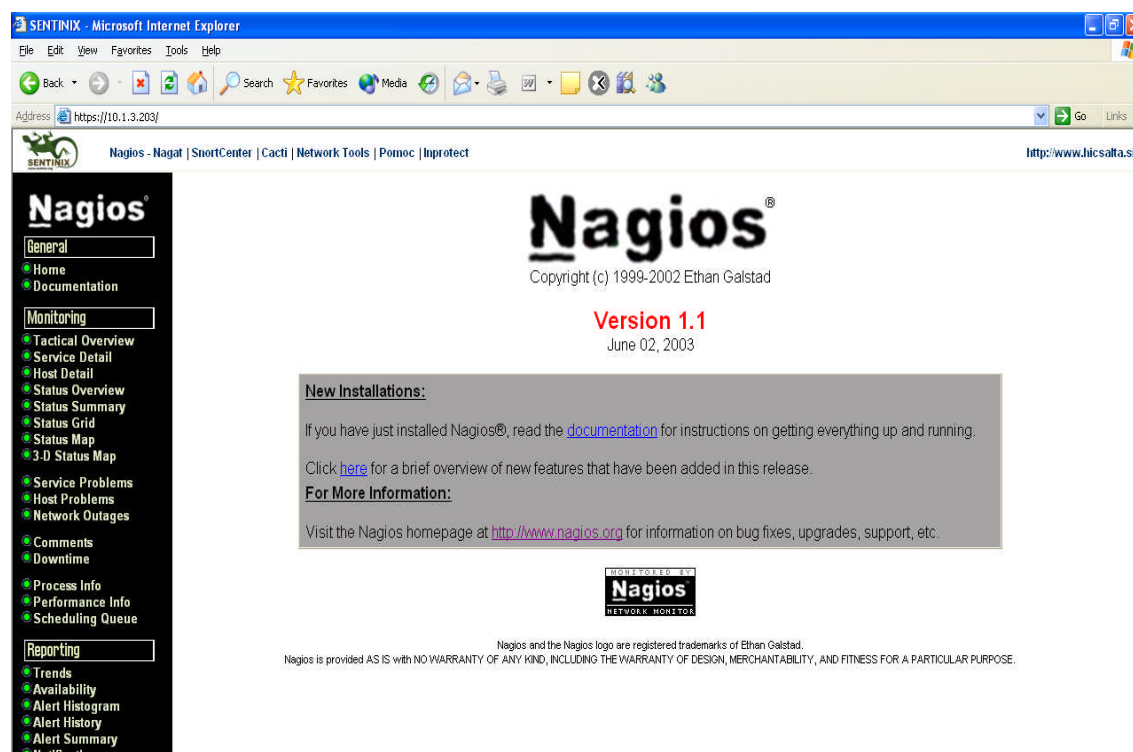 SENTINIX - Microsoft Internet Explorer
File Edit View Favorites Tools Help
Back Search Favorites Media
Address https://10.1.3.203/ Go Links
SENTINIX
Nagios - Nagat | SnortCenter | Cacti | Network Tools | Pomoc | Inprotect
http://www.hicsalta.si
Nagios®
General
Home
Documentation
Monitoring
Tactical Overview
Service Detail
Host Detail
Status Overview
Status Summary
Status Grid
Status Map
3-D Status Map
Service Problems
Host Problems
Network Outages
Comments
Downtime
Process Info
Performance Info
Scheduling Queue
Reporting
Trends
Availability
Alert Histogram
Alert History
Alert Summary
Nagios®
Copyright (c) 1999-2002 Ethan Galstad
Version 1.1
June 02, 2003
New Installations:
If you have just installed Nagios®, read the documentation for instructions on getting everything up and running.
Click here for a brief overview of new features that have been added in this release.
For More Information:
Visit the Nagios homepage at http://www.nagios.org for information on bug fixes, upgrades, support, etc.
MONITORED BY
Nagios
NETWORK MONITOR
Nagios and the Nagios logo are registered trademarks of Ethan Galstad.
Nagios is provided AS IS with NO WARRANTY OF ANY KIND, INCLUDING THE WARRANTY OF DESIGN, MERCHANTABILITY, AND FITNESS FOR A PARTICULAR PURPOSE.